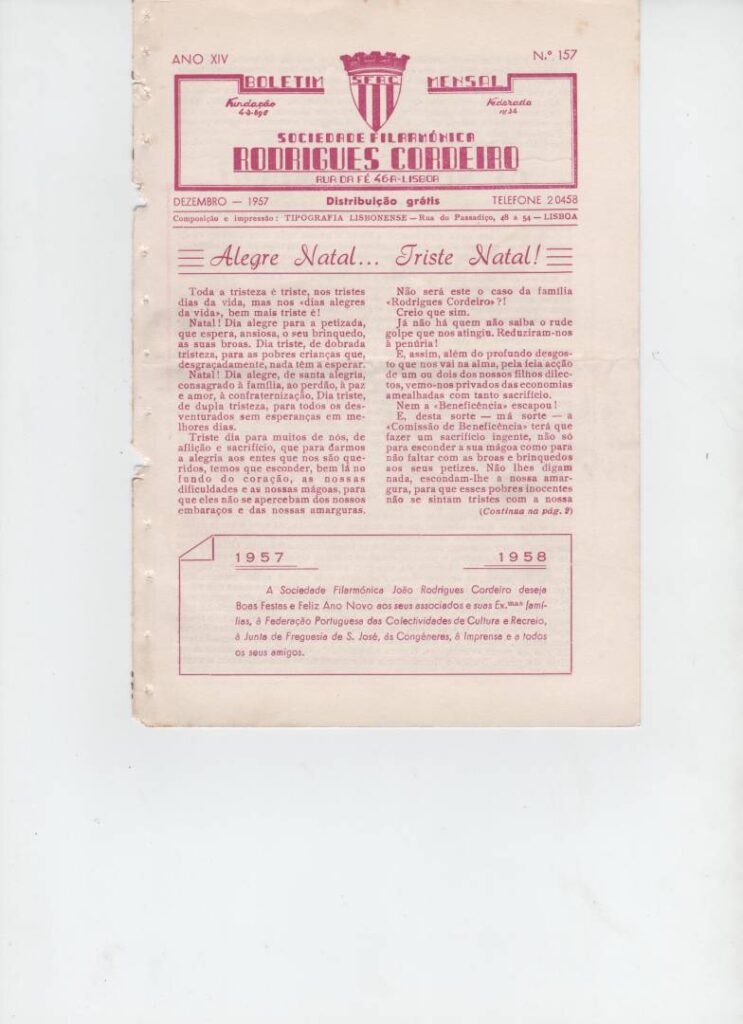 ANO XIV
N.º 157
BOLETIM
MENSAL
Fundação
Federada
SOCIEDADE FILARMÓNICA
RODRIGUES CORDEIRO
RUA DA FÉ 46A-LISBOA
DEZEMBRO — 1957 Distribuição grátis TELEFONE 20458
Composição e impressão: TIPOGRAFIA LISBONENSE — Rua do Passadiço, 48 a 54 — LISBOA
Alegre Natal... Triste Natal!
Toda a tristeza é triste, nos tristes
dias da vida, mas nos «dias alegres
da vida», bem mais triste é!
Natal! Dia alegre para a petizada,
que espera, ansiosa, o seu brinquedo,
as suas broas. Dia triste, de dobrada
tristeza, para as pobres crianças que,
desgraçadamente, nada têm a esperar.
Natal! Dia alegre, de santa alegria,
consagrado à família, ao perdão, à paz
e amor, à confraternização. Dia triste,
de dupla tristeza, para todos os des-
venturados sem esperanças em me-
lhores dias.
Triste dia para muitos de nós, de
aflição e sacrifício, que para darmos
a alegria aos entes que nos são que-
ridos, temos que esconder, bem lá no
fundo do coração, as nossas
dificuldades e as nossas mágoas, para
que eles não se apercebam dos nossos
embaraços e das nossas amarguras.
Não será este o caso da família
«Rodrigues Cordeiro»?!
Creio que sim.
Já não há quem não saiba o rude
golpe que nos atingiu. Reduziram-nos
à penúria!
E, assim, além do profundo desgos-
to que nos vai na alma, pela feia acção
de um ou dois dos nossos filhos dilec-
tos, vemo-nos privados das economias
amealhadas com tanto sacrifício.
Nem a «Beneficência» escapou!
E, desta sorte — má sorte — a
«Comissão de Beneficência» terá que
fazer um sacrifício ingente, não só
para esconder a sua mágoa como para
não faltar com as broas e brinquedos
aos seus petizes. Não lhes digam
nada, escondam-lhe a nossa amar-
gura, para que esses pobres inocentes
não se sintam tristes com a nossa
(Continua na pág. 2)
1957
1958
A Sociedade Filarmónica João Rodrigues Cordeiro deseja
Boas Festas e Feliz Ano Novo aos seus associados e suas Ex.mas famí-
lias, à Federação Portuguesa das Colectividades de Cultura e Recreio,
à Junta de Freguesia de S. José, às Congéneres, à Imprensa e a todos
os seus amigos.